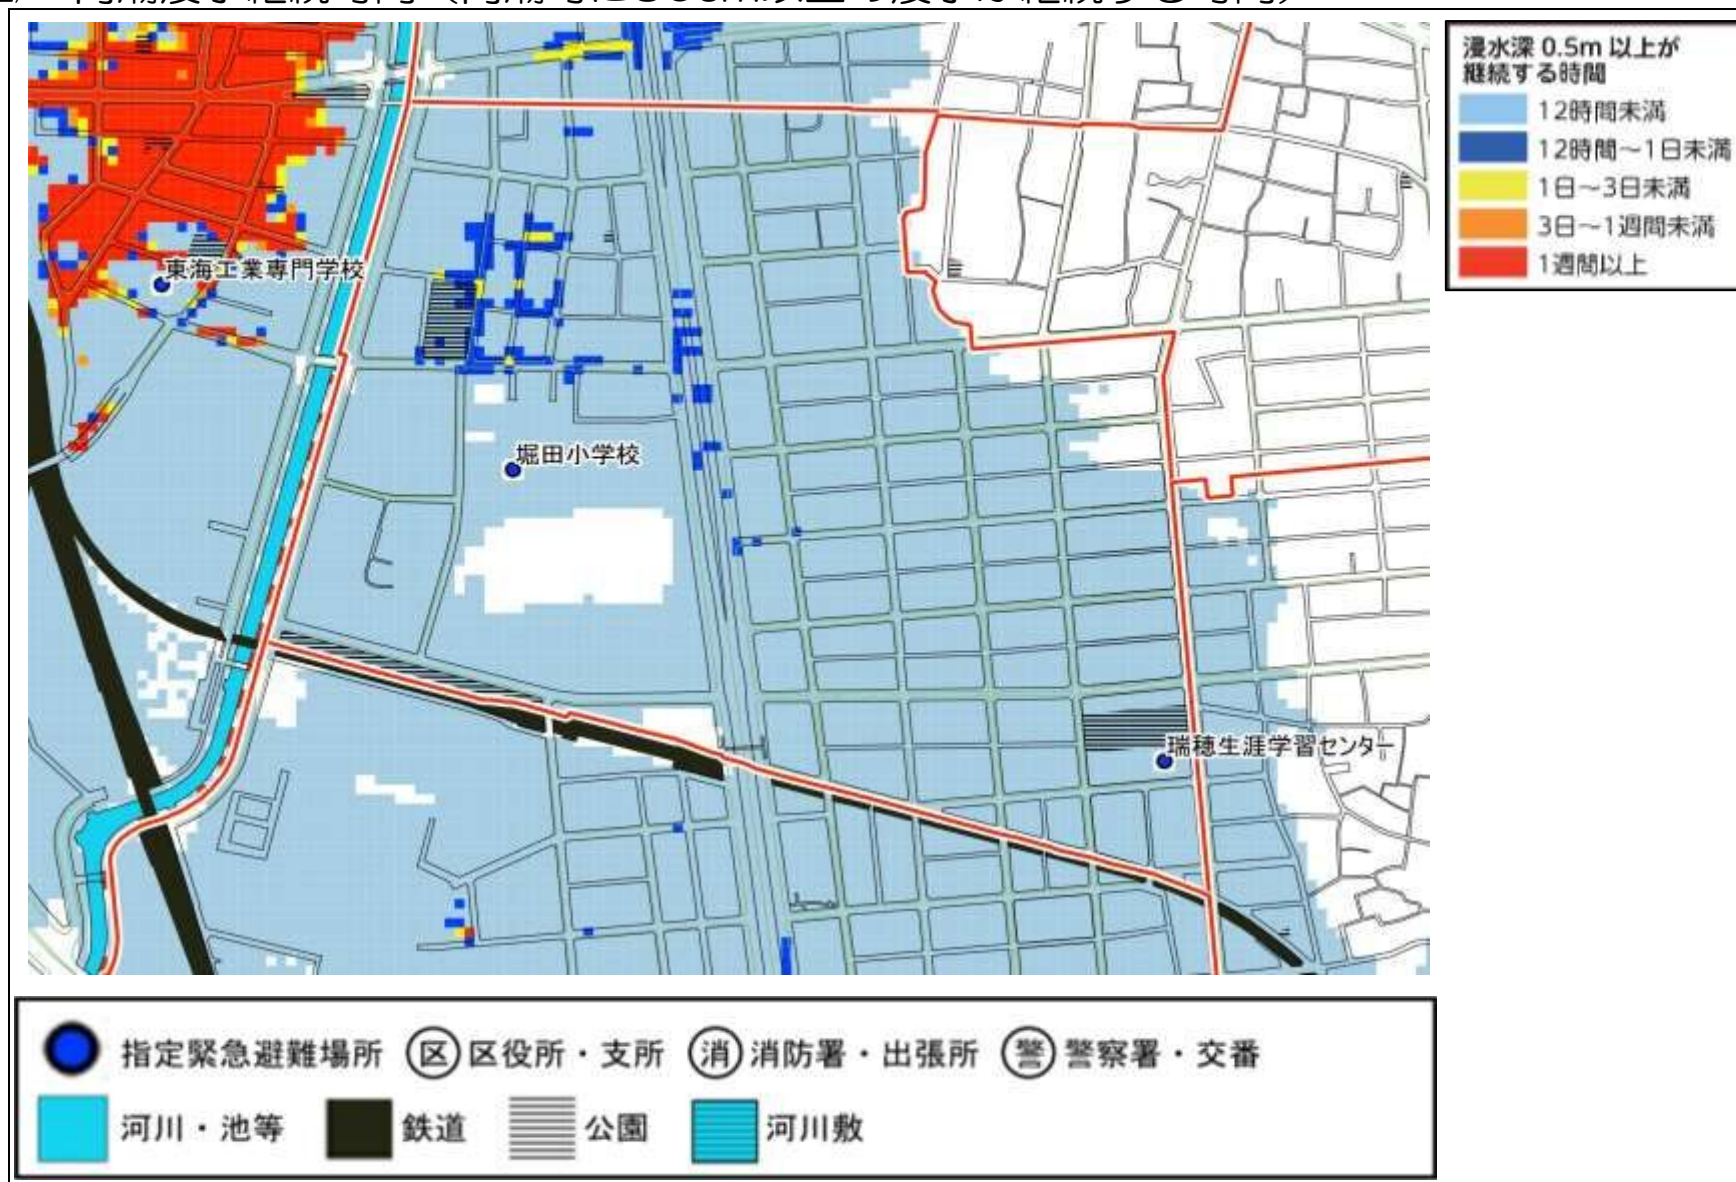 浸水深 0.5m 以上が
継続する時間
12時間未満
12時間～1日未満
1日～3日未満
3日～1週間未満
1週間以上
東海工業専門学校
堀田小学校
瑞穂生涯学習センター
指定緊急避難場所 区 区役所・支所 消 消防署・出張所 警 警察署・交番
河川・池等 鉄道 公園 河川敷